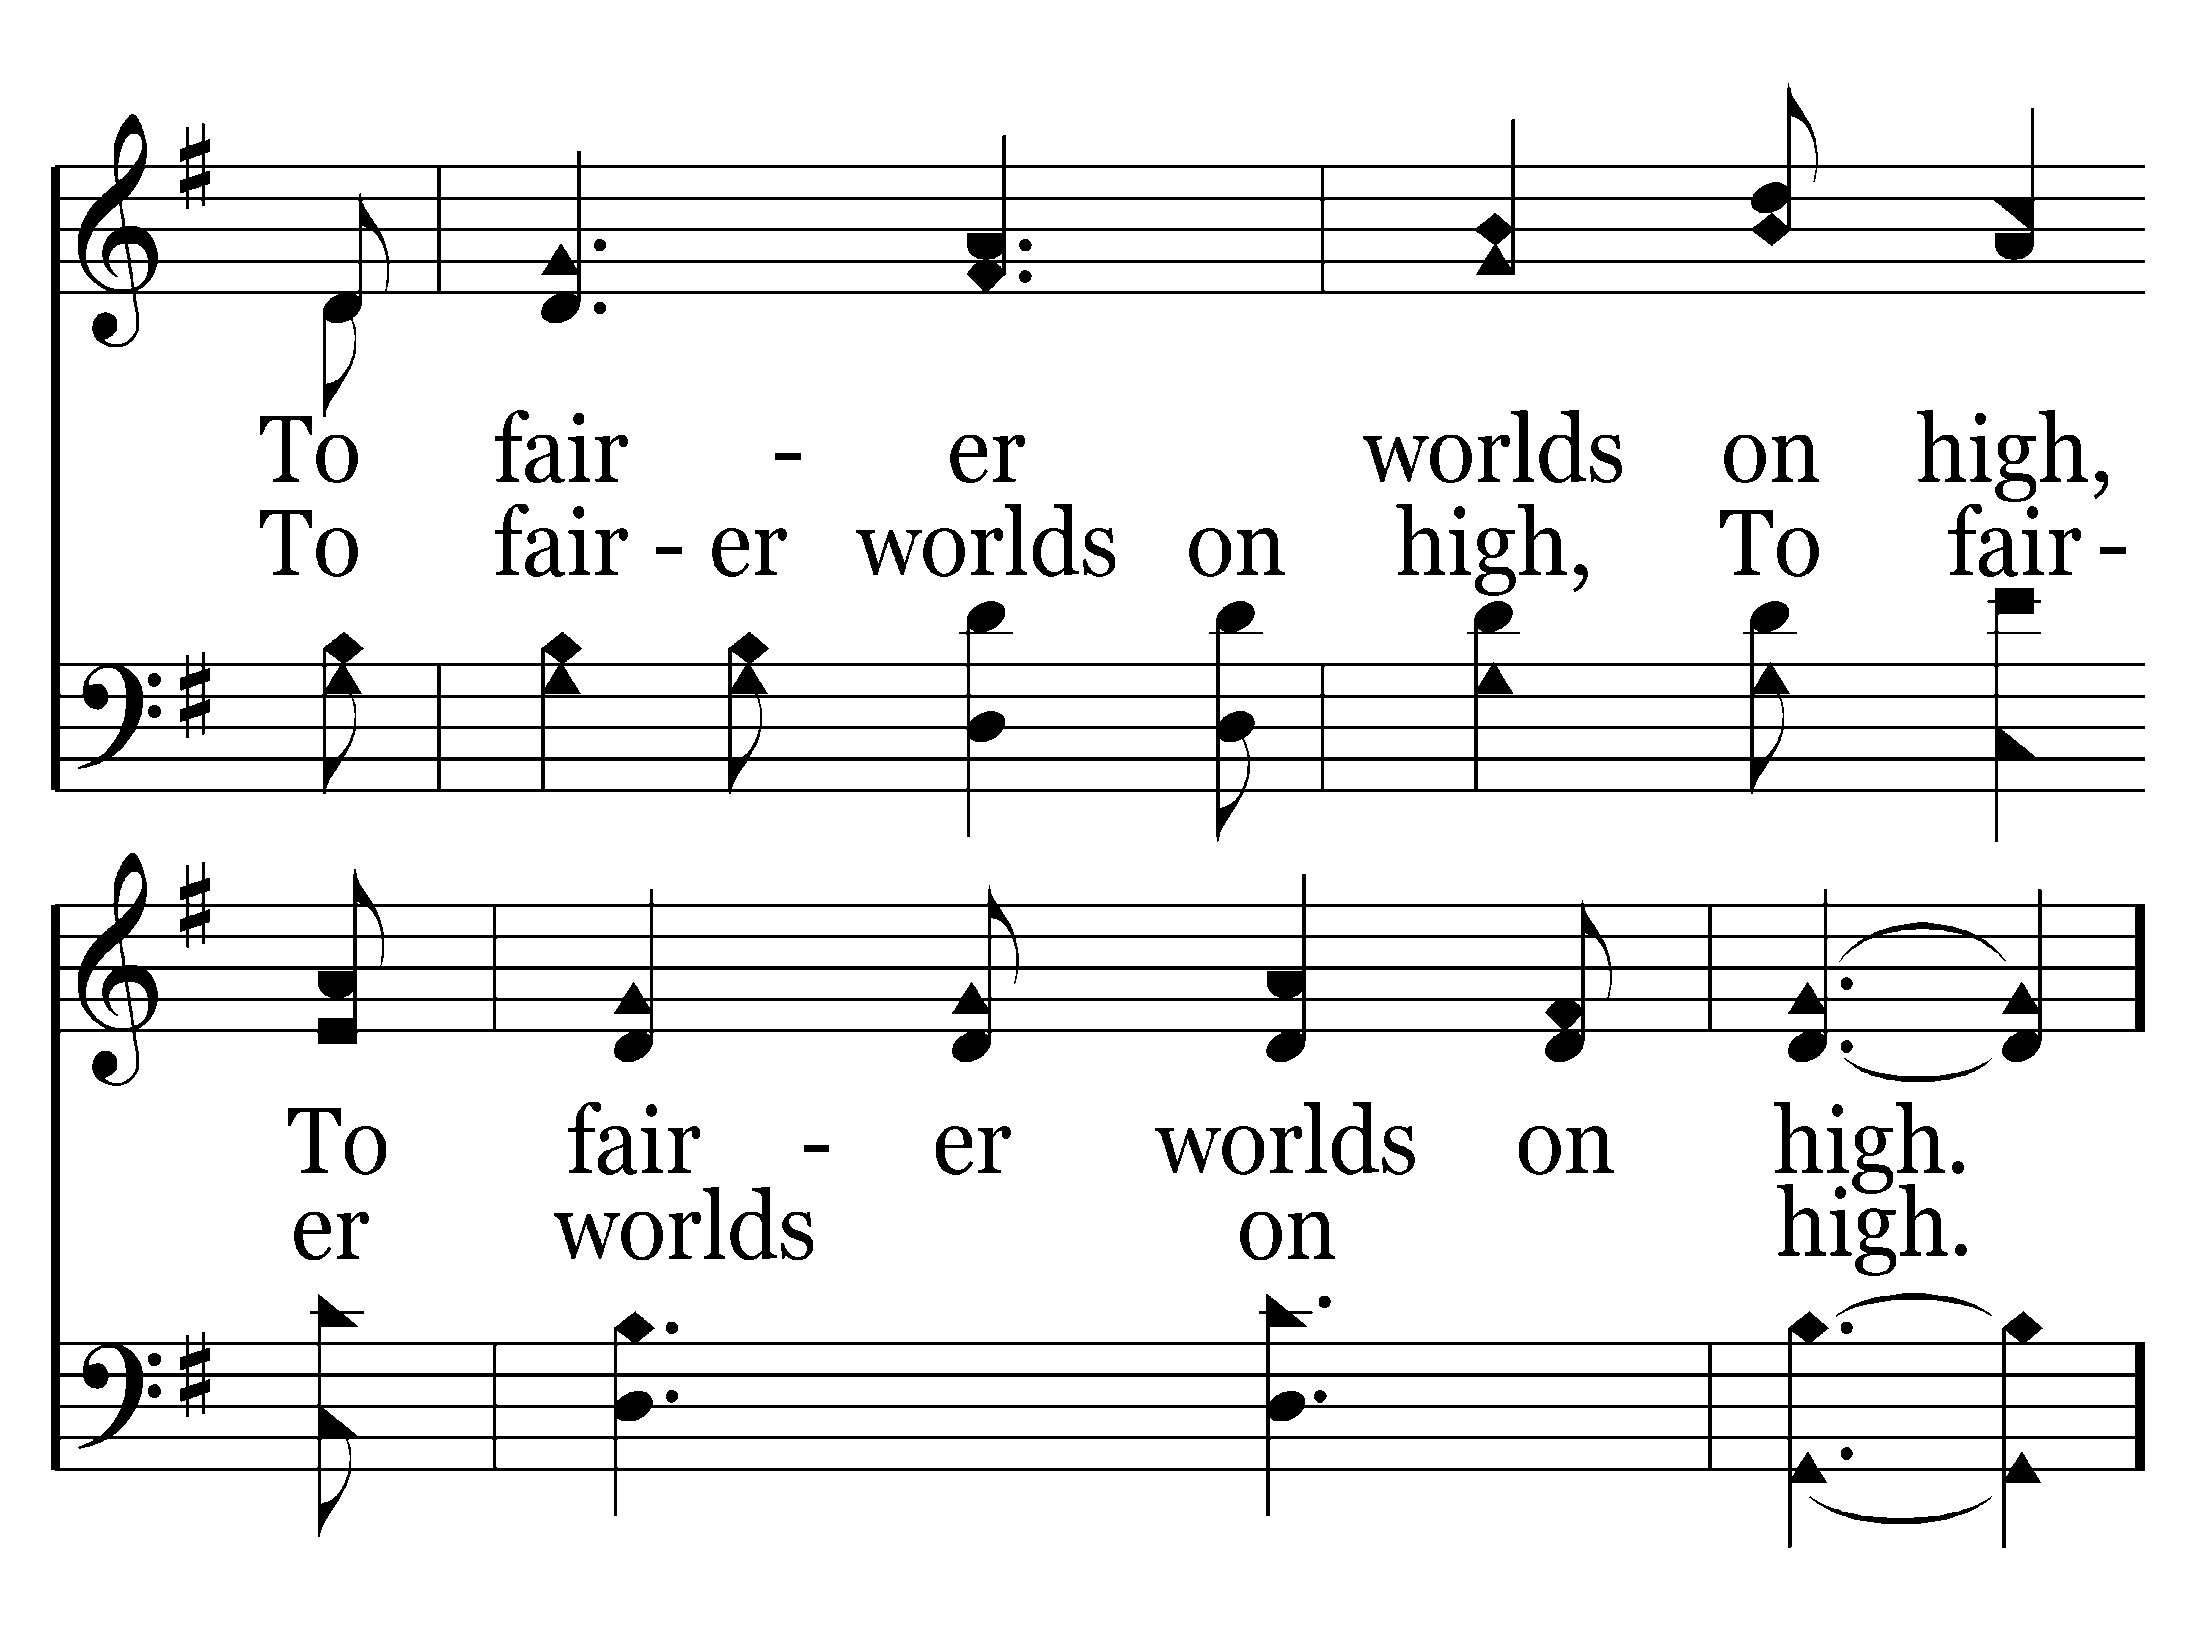 To fair - er worlds on high,
To fair - er worlds on high, To fair -
To fair - er worlds on high.
er worlds on high.